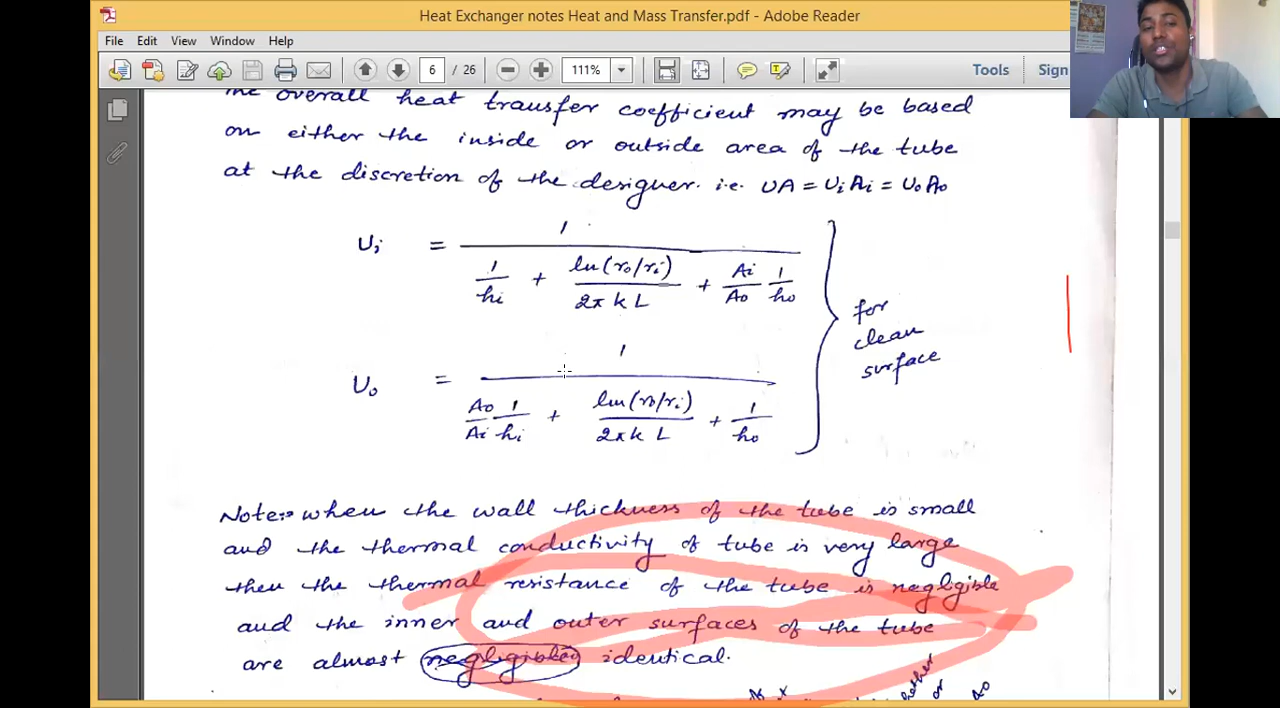 Heat Exchanger notes Heat and Mass Transfer.pdf - Adobe Reader
File Edit View Window Help
6 / 26 111% Tools Sign
The overall heat transfer coefficient may be based
on either the inside or outside area of the tube
at the discretion of the designer. i.e. UA = UiAi = UoAo
Ui = 1 / (1/hi + ln(ro/ri)/2πkL + Ai/Ao 1/ho)
Uo = 1 / (Ao/Ai 1/hi + ln(ro/ri)/2πkL + 1/ho)
for
clean
surface
Note:- when the wall thickness of the tube is small
and the thermal conductivity of tube is very large
then the thermal resistance of the tube is negligible
and the inner and outer surfaces of the tube
are almost negligible identical.